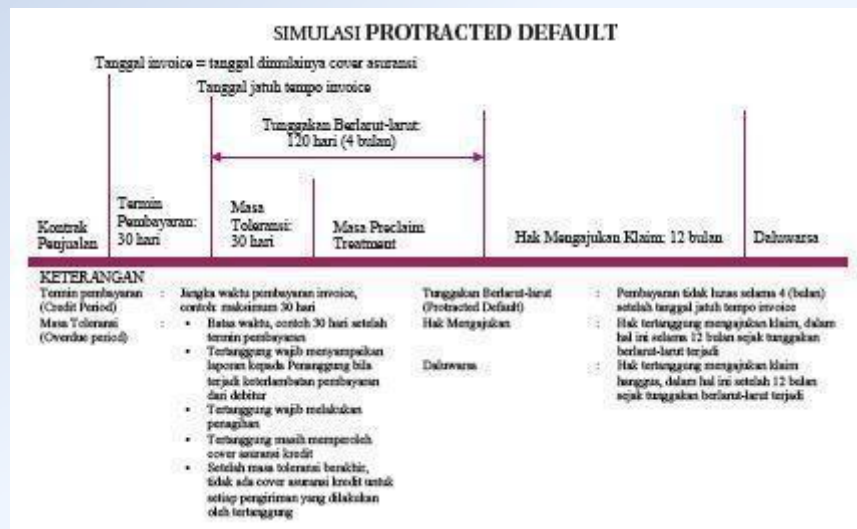 SIMULASI PROTRACTED DEFAULT
Tanggal invoice = tanggal dimulainya cover asuransi
Tanggal jatuh tempo invoice
Tunggakan Berlarut-larut:
120 hari (4 bulan)
Kontrak
Penjualan
Termin
Pembayaran:
30 hari
Masa
Toleransi:
30 hari
Masa Preclaim
Treatment
Hak Mengajukan Klaim: 12 bulan
Daluwarsa
KETERANGAN
Termin pembayaran
(Credit Period)
: Jangka waktu pembayaran invoice,
contoh: maksimum 30 hari
Masa Toleransi
(Overdue period)
: • Batas waktu, contoh 30 hari setelah
termin pembayaran
• Tertanggung wajib menyampaikan
laporan kepada Penanggung bila
terjadi keterlambatan pembayaran
dari debitur
• Tertanggung wajib melakukan
penagihan
• Tertanggung masih memperoleh
cover asuransi kredit
• Setelah masa toleransi berakhir,
tidak ada cover asuransi kredit untuk
setiap pengiriman yang dilakukan
oleh tertanggung
Tunggakan Berlarut-larut
(Protracted Default)
: Pembayaran tidak lunas selama 4 (bulan)
setelah tanggal jatuh tempo invoice
Hak Mengajukan
: Hak tertanggung mengajukan klaim, dalam
hal ini selama 12 bulan sejak tunggakan
berlarut-larut terjadi
Daluwarsa
: Hak tertanggung mengajukan klaim
hanggus, dalam hal ini setelah 12 bulan
sejak tunggakan berlarut-larut terjadi